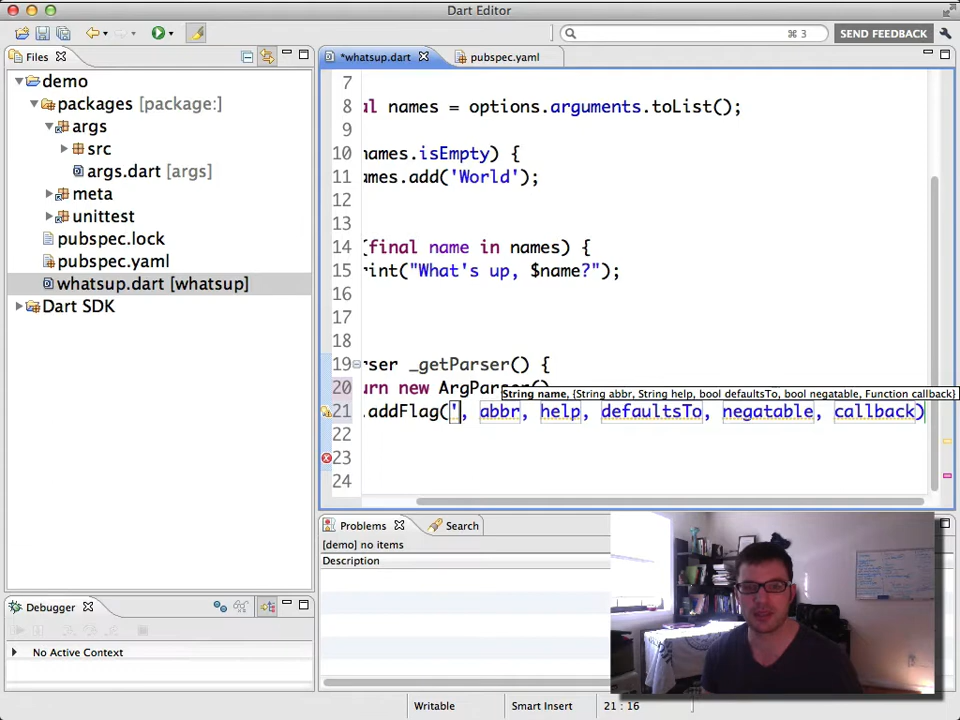 Dart Editor
⌘ 3
SEND FEEDBACK
Files
*whatsup.dart
pubspec.yaml
demo
packages [package:]
args
src
args.dart [args]
meta
unittest
pubspec.lock
pubspec.yaml
whatsup.dart [whatsup]
Dart SDK
7
8 al names = options.arguments.toList();
9
10 names.isEmpty) {
11 ames.add('World');
12
13
14 (final name in names) {
15 rint("What's up, $name?");
16
17
18
19 rser _getParser() {
20 urn new ArgParser()
String name, {String abbr, String help, bool defaultsTo, bool negatable, Function callback}
21 .addFlag(', abbr, help, defaultsTo, negatable, callback)
22
23
24
Problems
Search
[demo] no items
Description
Debugger
No Active Context
Writable
Smart Insert
21 : 16